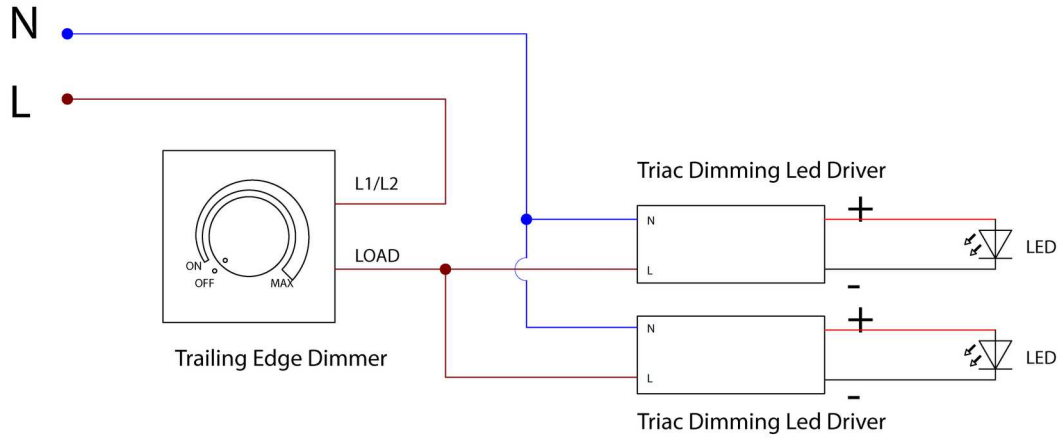 N
L
L1/L2
LOAD
ON
OFF
MAX
Trailing Edge Dimmer
Triac Dimming Led Driver
N
L
+
-
LED
N
L
+
-
LED
Triac Dimming Led Driver